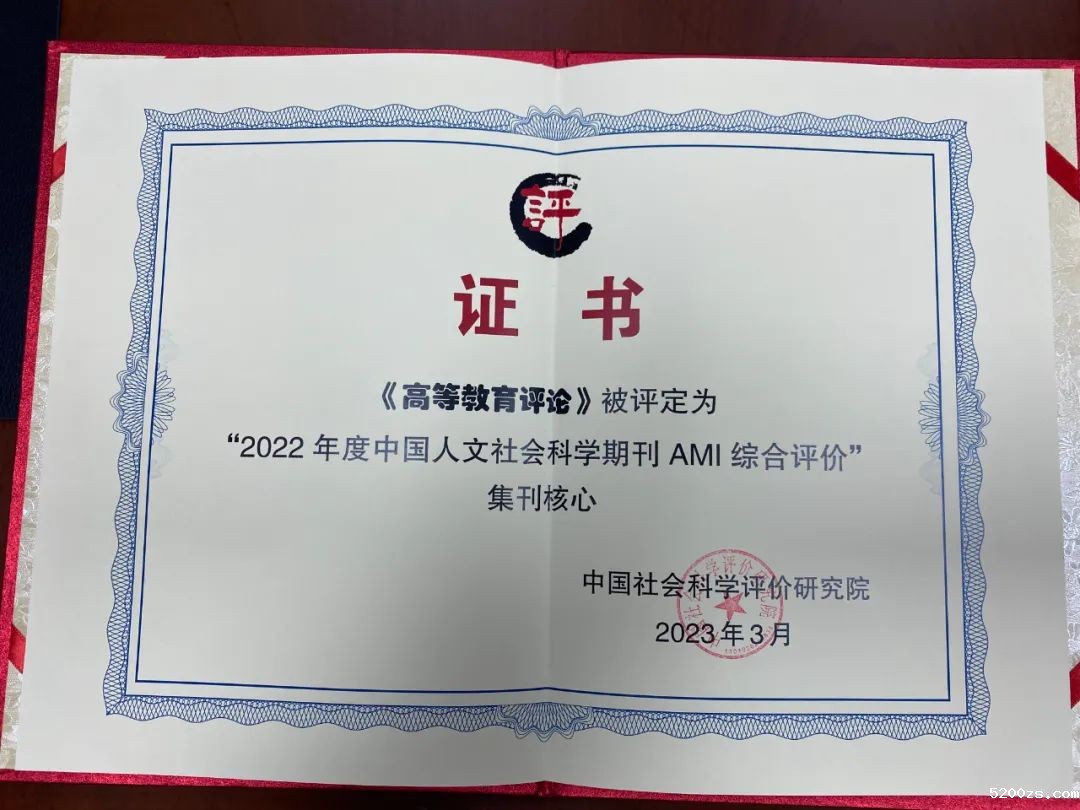 評
证书
《高等教育评论》被评定为
“2022年度中国人文社会科学期刊AMI综合评价”
集刊核心
中国社会科学评价研究院
2023年3月
5200zs.com